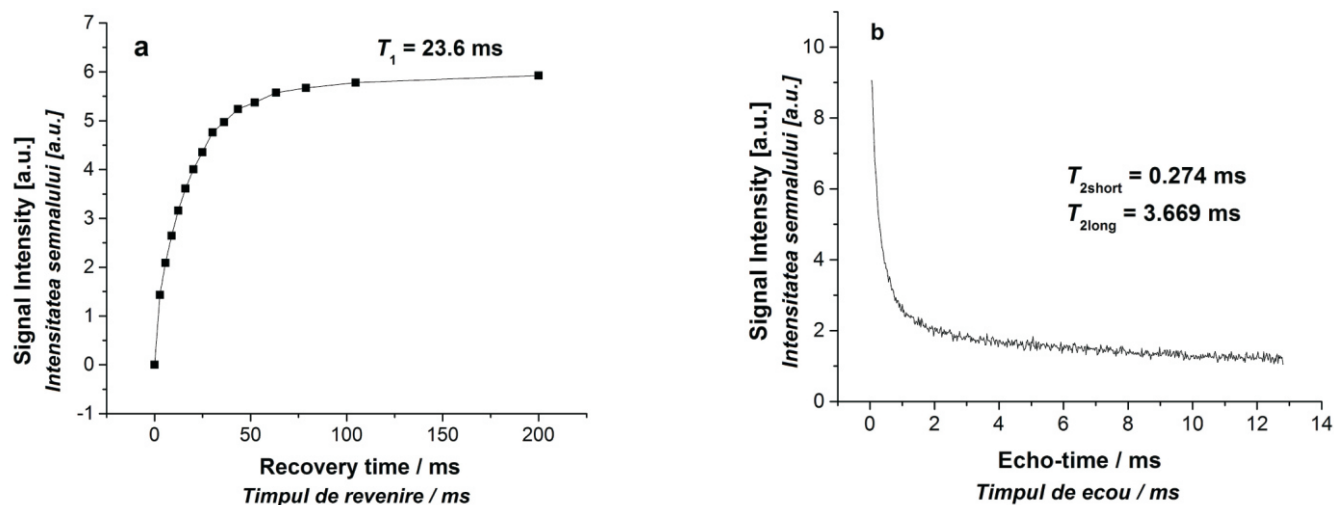 a
T1 = 23.6 ms
Signal Intensity [a.u.]
Intensitatea semnalului [a.u.]
7
6
5
4
3
2
1
0
-1
0
50
100
150
200
Recovery time / ms
Timpul de revenire / ms
b
T2short = 0.274 ms
T2long = 3.669 ms
Signal Intensity [a.u.]
Intensitatea semnalului [a.u.]
10
8
6
4
2
0
0
2
4
6
8
10
12
14
Echo-time / ms
Timpul de ecou / ms